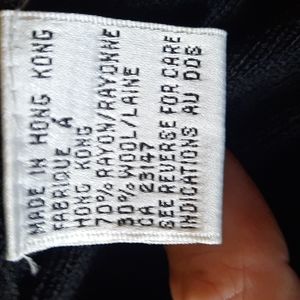 MADE IN HONG KONG
FABRIQUE A
HONG KONG
70% RAYON/RAYONNE
30% WOOL/LAINE
CA 03147
SEE REVERSE FOR CARE
INDICATIONS AU DOS